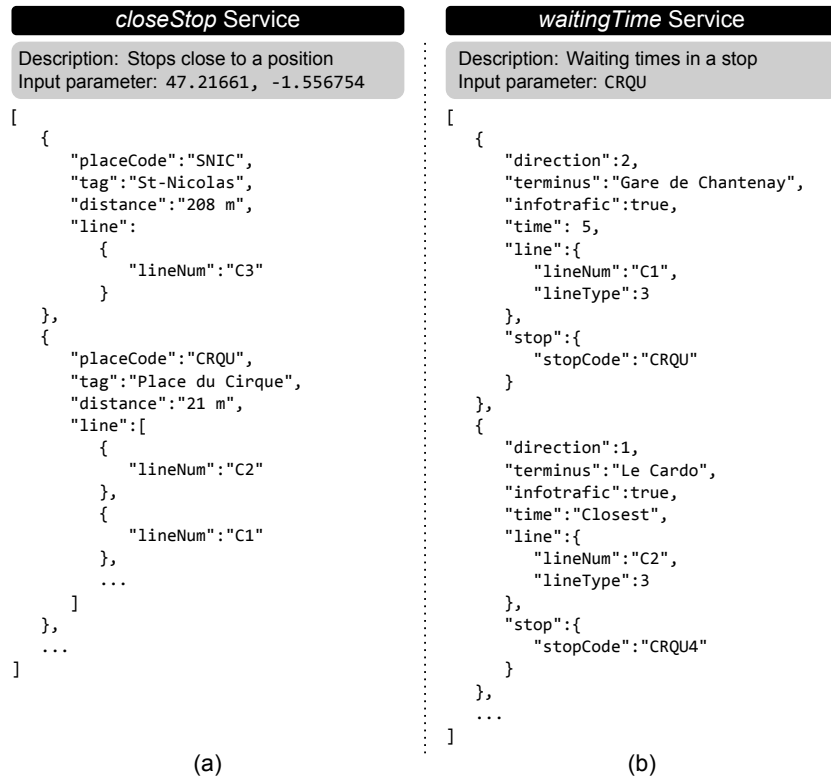 closeStop Service
Description: Stops close to a position
Input parameter: 47.21661, -1.556754
[
{
"placeCode":"SNIC",
"tag":"St-Nicolas",
"distance":"208 m",
"line":
{
"lineNum":"C3"
}
},
{
"placeCode":"CRQU",
"tag":"Place du Cirque",
"distance":"21 m",
"line":[
{
"lineNum":"C2"
},
{
"lineNum":"C1"
},
...
]
},
...
]
(a)
waitingTime Service
Description: Waiting times in a stop
Input parameter: CRQU
[
{
"direction":2,
"terminus":"Gare de Chantenay",
"infotrafic":true,
"time": 5,
"line":{
"lineNum":"C1",
"lineType":3
},
"stop":{
"stopCode":"CRQU"
}
},
{
"direction":1,
"terminus":"Le Cardo",
"infotrafic":true,
"time":"Closest",
"line":{
"lineNum":"C2",
"lineType":3
},
"stop":{
"stopCode":"CRQU4"
}
},
...
]
(b)